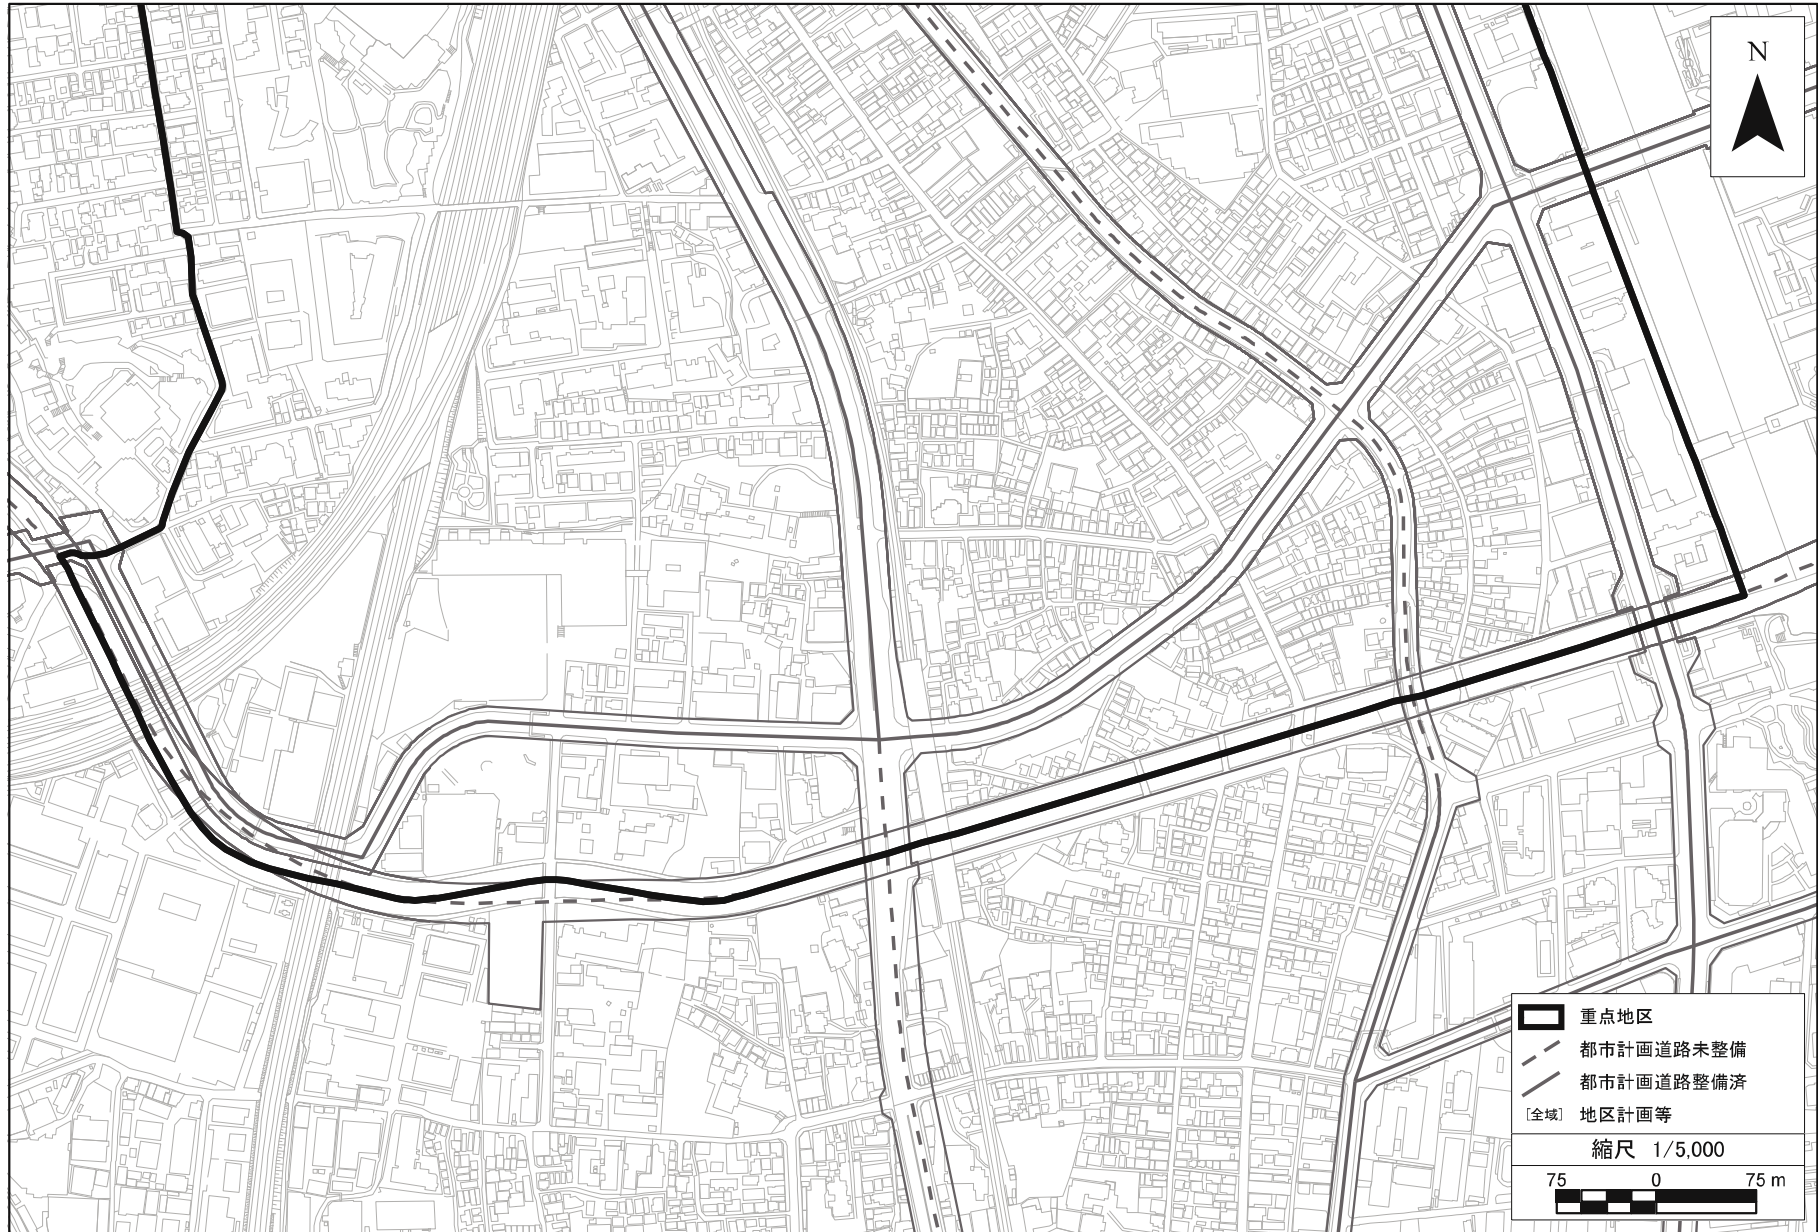 N
重点地区
都市計画道路未整備
都市計画道路整備済
［全域］ 地区計画等
縮尺 1/5,000
75 0 75 m